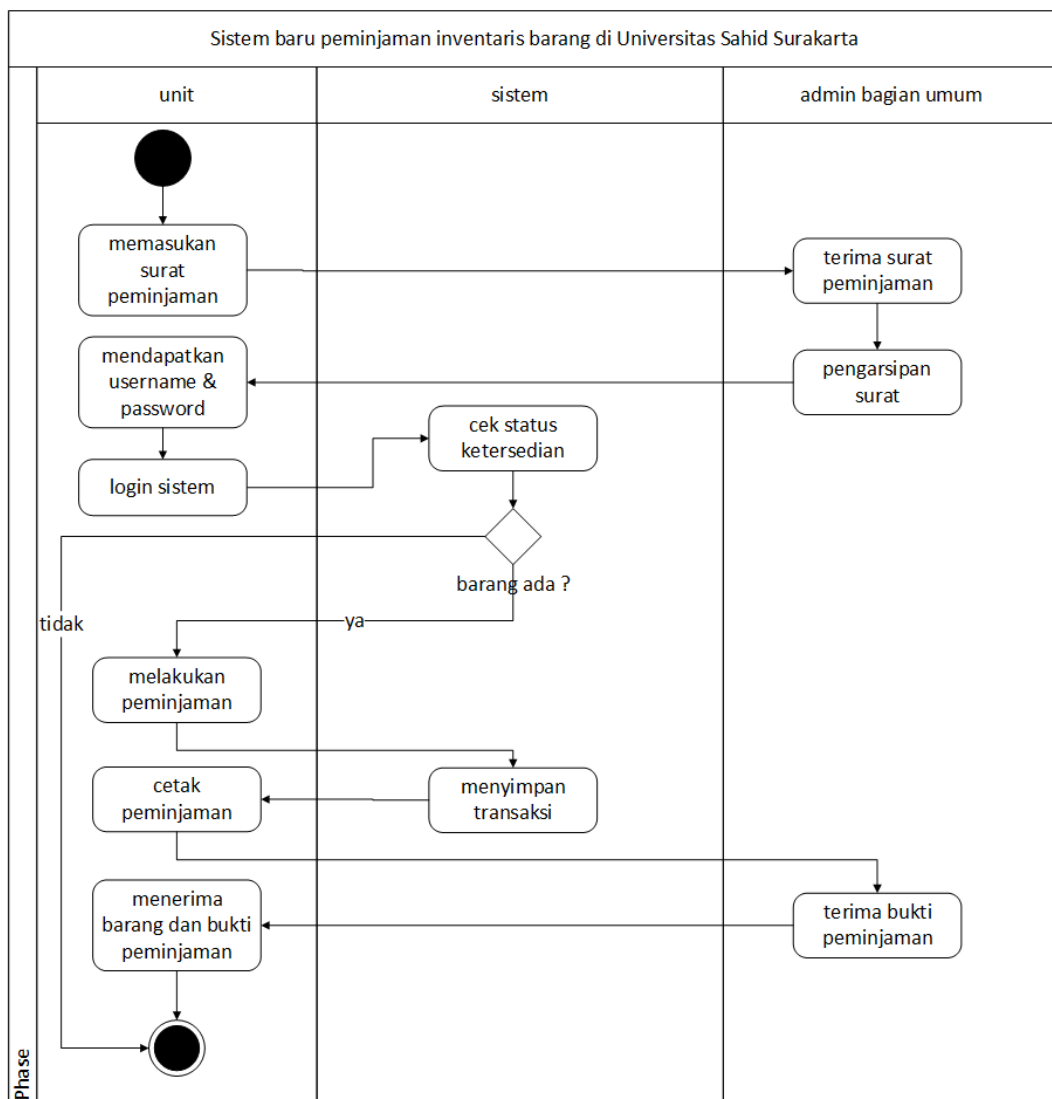 Sistem baru peminjaman inventaris barang di Universitas Sahid Surakarta
unit
sistem
admin bagian umum
memasukan
surat
peminjaman
terima surat
peminjaman
mendapatkan
username &
password
pengarsipan
surat
cek status
ketersedian
login sistem
barang ada ?
tidak
ya
melakukan
peminjaman
cetak
peminjaman
menyimpan
transaksi
menerima
barang dan bukti
peminjaman
terima bukti
peminjaman
Phase